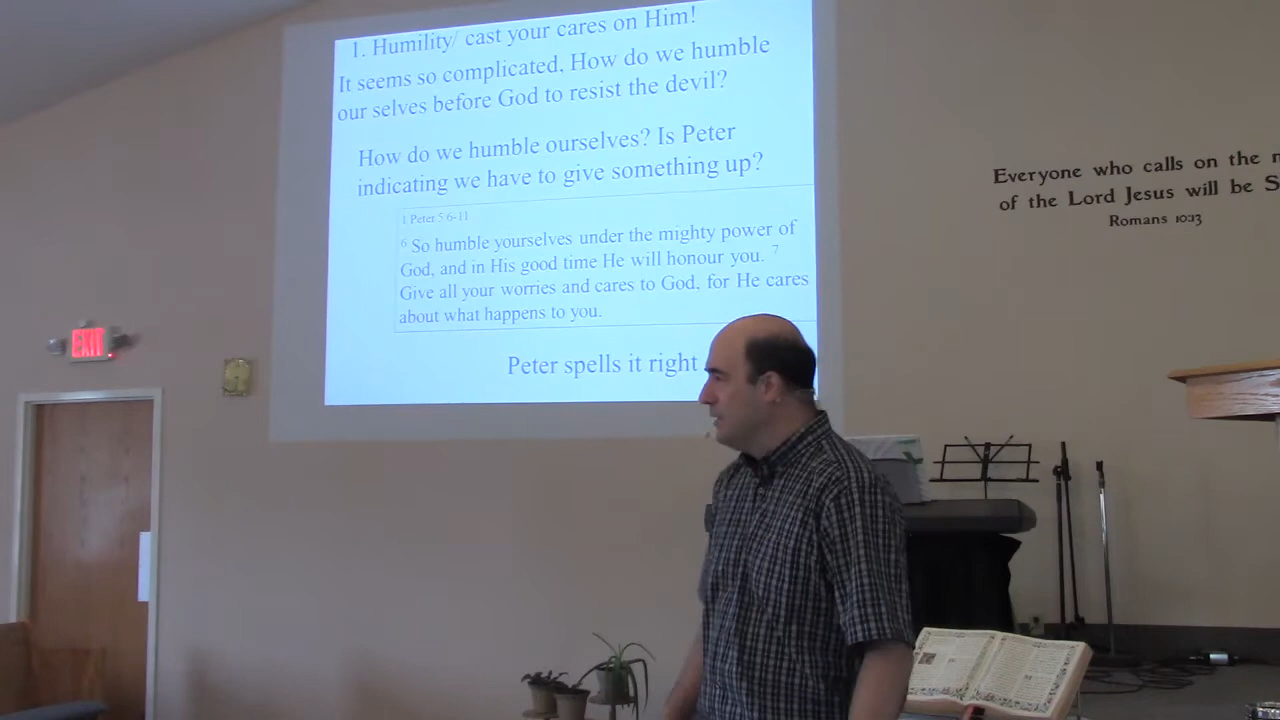 1. Humility/ cast your cares on Him!
It seems so complicated, How do we humble
our selves before God to resist the devil?
How do we humble ourselves? Is Peter
indicating we have to give something up?
1 Peter 5:6-11
6 So humble yourselves under the mighty power of
God, and in His good time He will honour you. 7
Give all your worries and cares to God, for He cares
about what happens to you.
Peter spells it right
EXIT
Everyone who calls on the
of the Lord Jesus will be
Romans 10:13